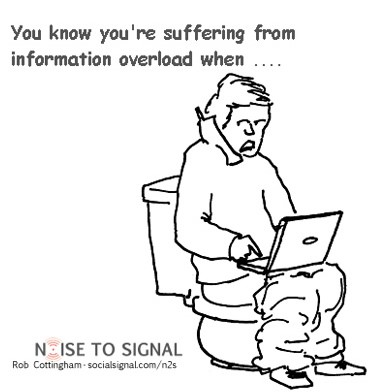 You know you're suffering from
information overload when ....
NOISE TO SIGNAL
Rob Cottingham - socialsignal.com/n2s